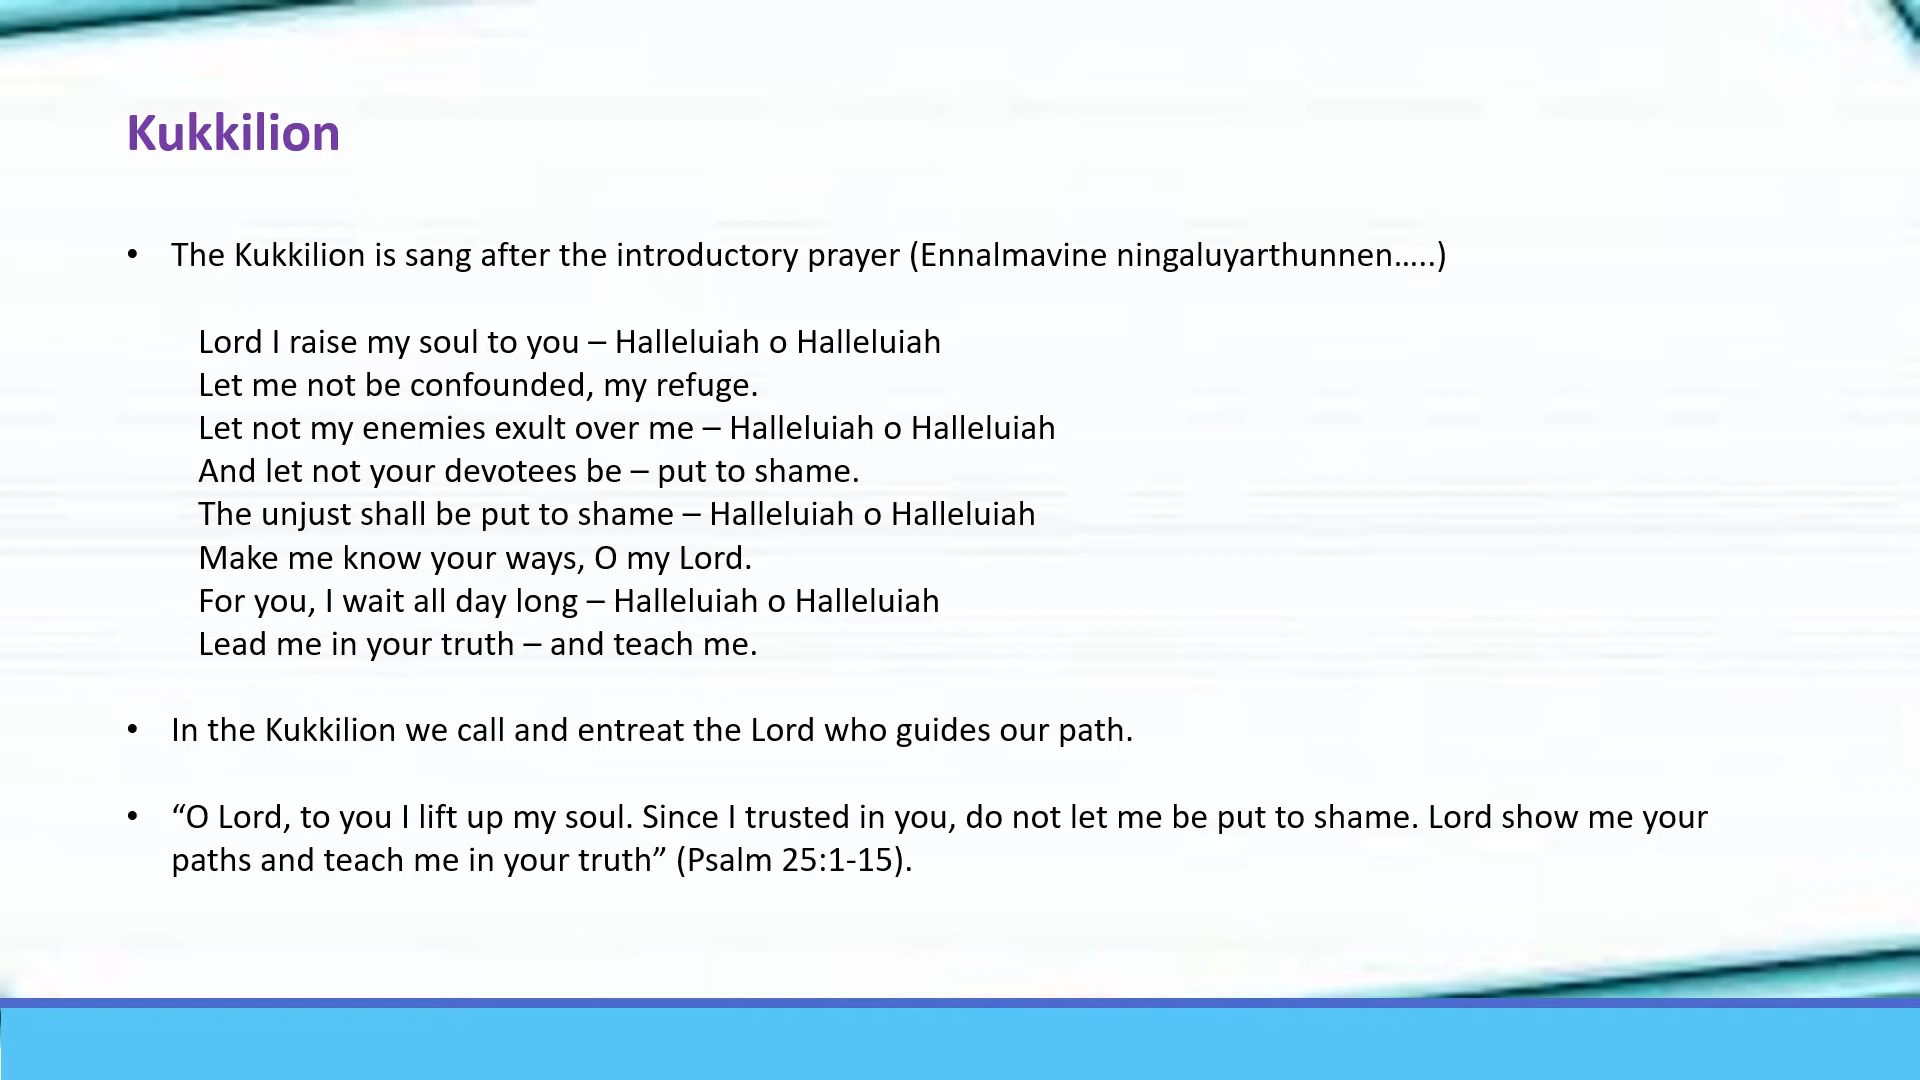 Kukkilion
• The Kukkilion is sang after the introductory prayer (Ennalmavine ningaluyarthunnen.....)
Lord I raise my soul to you – Halleluiah o Halleluiah
Let me not be confounded, my refuge.
Let not my enemies exult over me – Halleluiah o Halleluiah
And let not your devotees be – put to shame.
The unjust shall be put to shame – Halleluiah o Halleluiah
Make me know your ways, O my Lord.
For you, I wait all day long – Halleluiah o Halleluiah
Lead me in your truth – and teach me.
• In the Kukkilion we call and entreat the Lord who guides our path.
• “O Lord, to you I lift up my soul. Since I trusted in you, do not let me be put to shame. Lord show me your
paths and teach me in your truth” (Psalm 25:1-15).